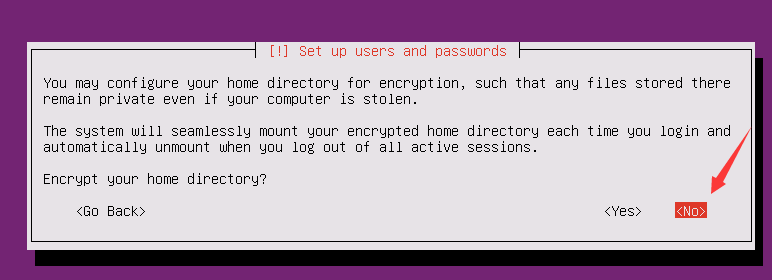 [!] Set up users and passwords
You may configure your home directory for encryption, such that any files stored there
remain private even if your computer is stolen.
The system will seamlessly mount your encrypted home directory each time you login and
automatically unmount when you log out of all active sessions.
Encrypt your home directory?
<Go Back> <Yes> <No>